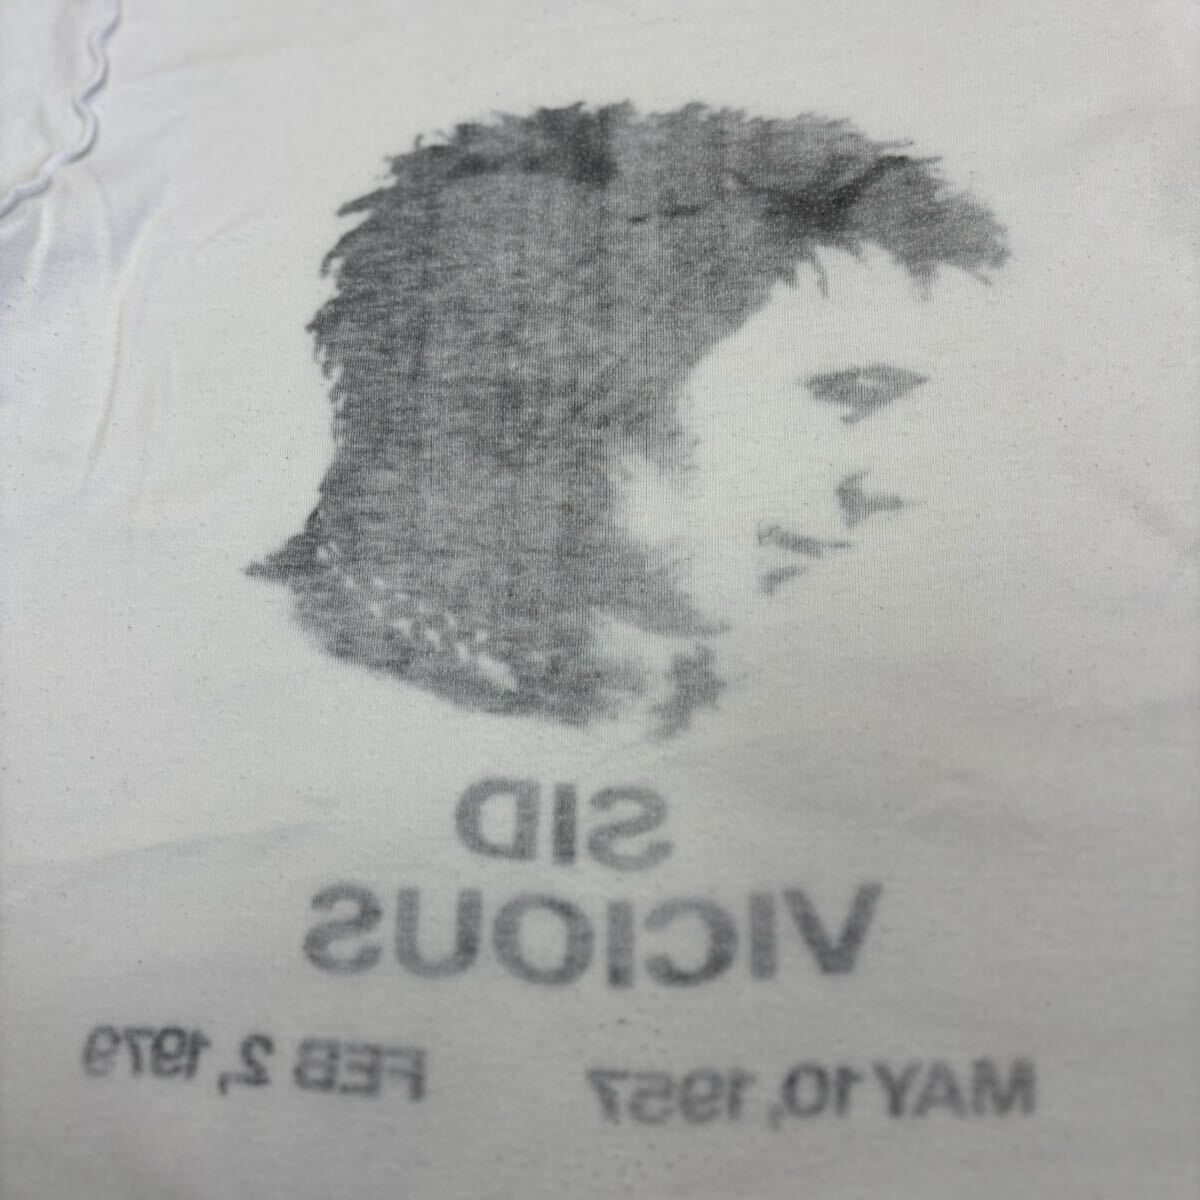 SID
VICIOUS
MAY 10, 1957 FEB 2, 1979